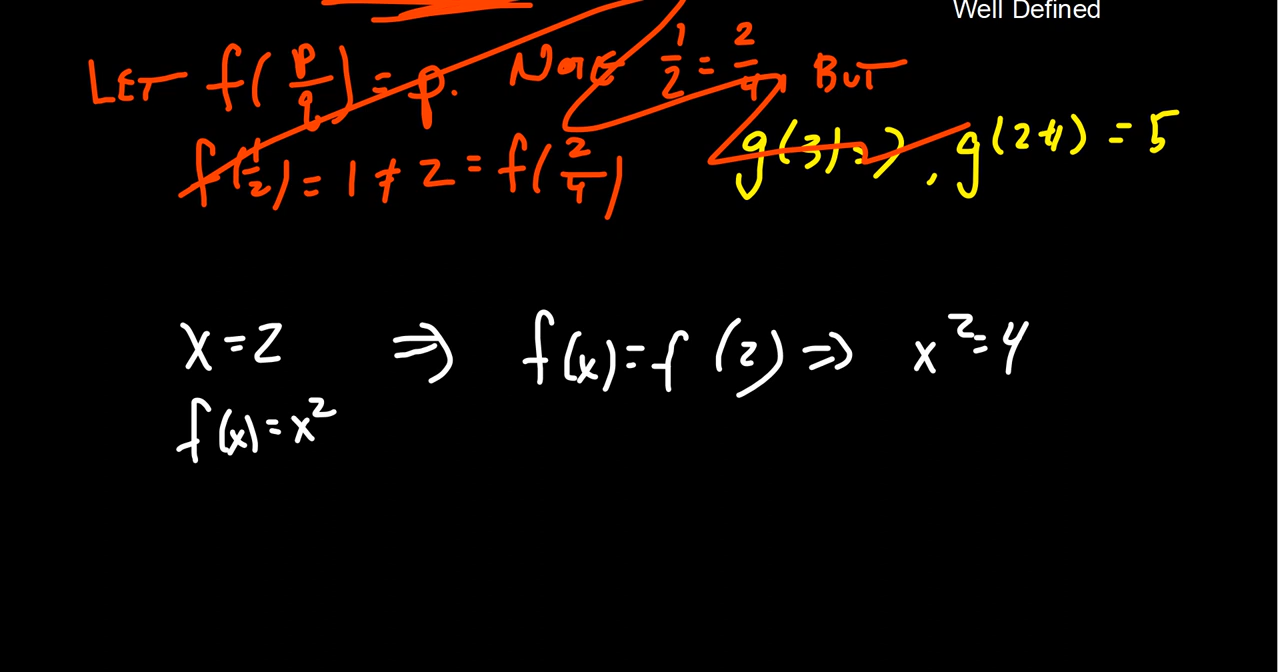 Well Defined
LET f(p/q) = p. NOTE 1/2 = 2/4 BUT
f(1/2) = 1 ≠ 2 = f(2/4)
g(3) = 7, g(2+1) = 5
x=2 ⇒ f(x)=f(2) ⇒ x²=4
f(x)=x²